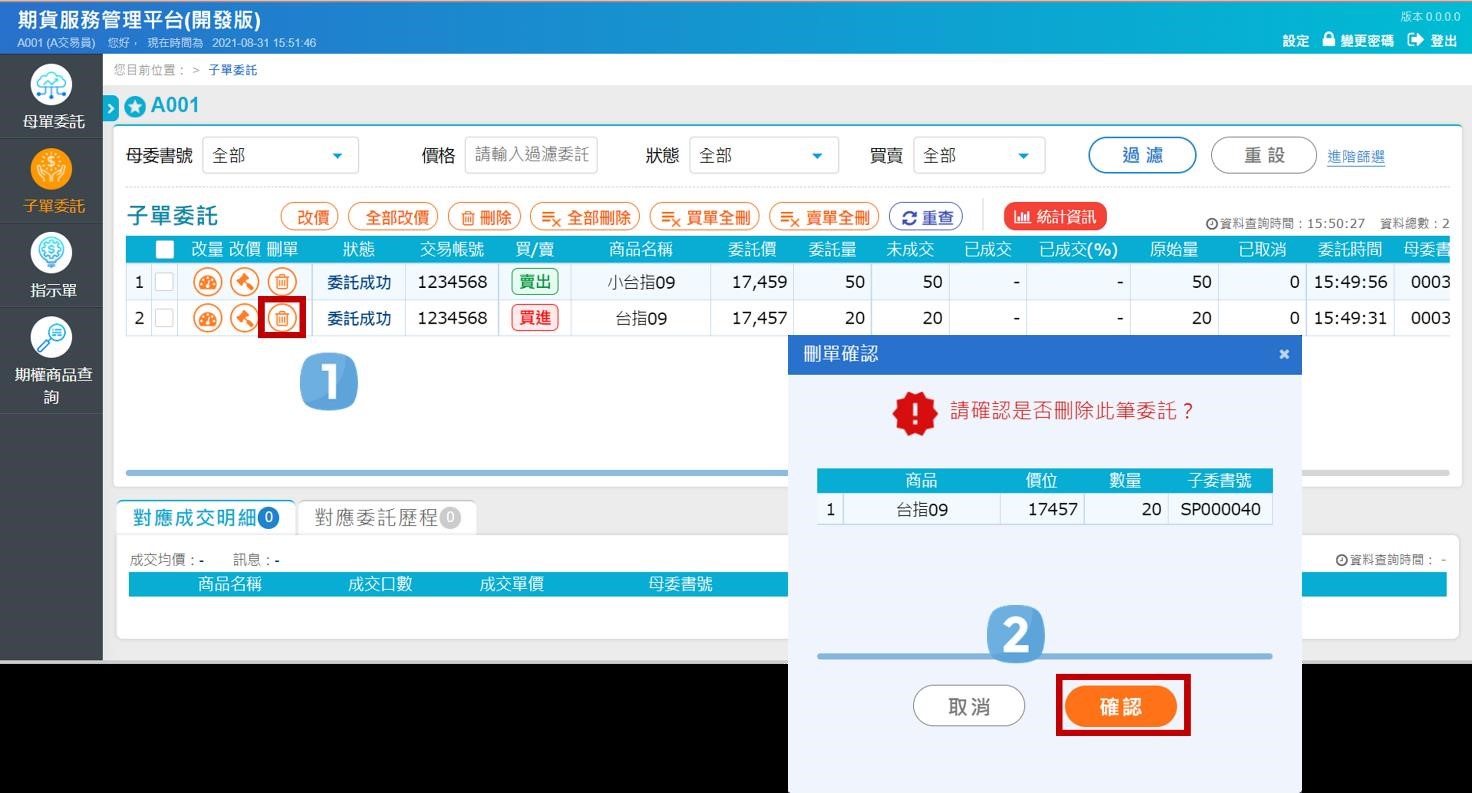 期貨服務管理平台(開發版)
版本 0.0.0.0
A001 (A交易員) 您好， 現在時間為 2021-08-31 15:51:46
設定 變更密碼 登出
您目前位置： > 子單委託
母單委託
子單委託
指示單
期權商品查詢
A001
母委書號 全部 價格 請輸入過濾委託 狀態 全部 買賣 全部 過濾 重設 進階篩選
子單委託 改價 全部改價 刪除 全部刪除 買單全刪 賣單全刪 重查 統計資訊 資料查詢時間：15:50:27 資料總數：2
改量 改價 刪單 狀態 交易帳號 買/賣 商品名稱 委託價 委託量 未成交 已成交 已成交(%) 原始量 已取消 委託時間 母委書
1 委託成功 1234568 賣出 小台指09 17,459 50 50 - - 50 0 15:49:56 0003
2 委託成功 1234568 買進 台指09 17,457 20 20 - - 20 0 15:49:31 0003
1
刪單確認 ×
! 請確認是否刪除此筆委託？
商品 價位 數量 子委書號
1 台指09 17457 20 SP000040
2
取消 確認
對應成交明細 0 對應委託歷程 0
成交均價：- 訊息：- 資料查詢時間： -
商品名稱 成交口數 成交單價 母委書號